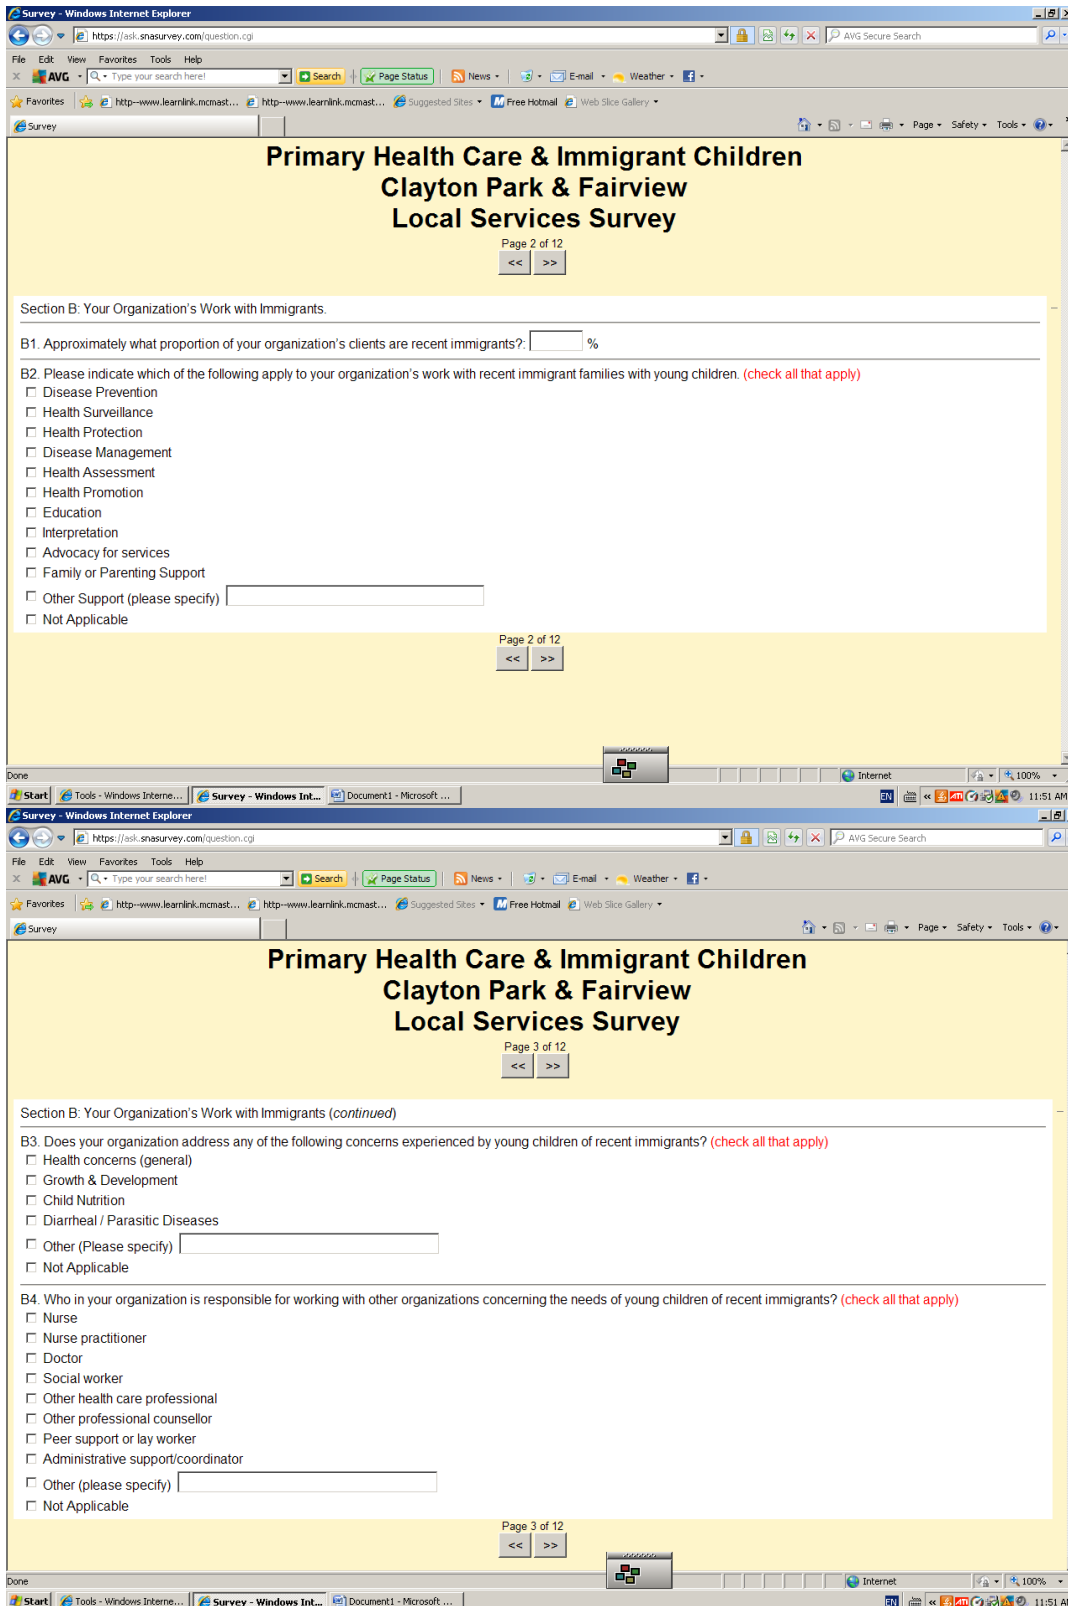 Survey - Windows Internet Explorer
https://ask.snasurvey.com/question.cgi
AVG Secure Search
File Edit View Favorites Tools Help
AVG Type your search here! Search Page Status News E-mail Weather
Favorites http--www.learnlink.mcmast... http--www.learnlink.mcmast... Suggested Sites Free Hotmail Web Slice Gallery
Survey Page Safety Tools
Primary Health Care & Immigrant Children
Clayton Park & Fairview
Local Services Survey
Page 2 of 12
<< >>
Section B: Your Organization's Work with Immigrants.
B1. Approximately what proportion of your organization's clients are recent immigrants?: %
B2. Please indicate which of the following apply to your organization's work with recent immigrant families with young children. (check all that apply)
Disease Prevention
Health Surveillance
Health Protection
Disease Management
Health Assessment
Health Promotion
Education
Interpretation
Advocacy for services
Family or Parenting Support
Other Support (please specify)
Not Applicable
Page 2 of 12
<< >>
Done Internet 100%
Start Tools - Windows Interne... Survey - Windows Int... Document1 - Microsoft ... EN « 11:51 AM
Survey - Windows Internet Explorer
https://ask.snasurvey.com/question.cgi
AVG Secure Search
File Edit View Favorites Tools Help
AVG Type your search here! Search Page Status News E-mail Weather
Favorites http--www.learnlink.mcmast... http--www.learnlink.mcmast... Suggested Sites Free Hotmail Web Slice Gallery
Survey Page Safety Tools
Primary Health Care & Immigrant Children
Clayton Park & Fairview
Local Services Survey
Page 3 of 12
<< >>
Section B: Your Organization's Work with Immigrants (continued)
B3. Does your organization address any of the following concerns experienced by young children of recent immigrants? (check all that apply)
Health concerns (general)
Growth & Development
Child Nutrition
Diarrheal / Parasitic Diseases
Other (Please specify)
Not Applicable
B4. Who in your organization is responsible for working with other organizations concerning the needs of young children of recent immigrants? (check all that apply)
Nurse
Nurse practitioner
Doctor
Social worker
Other health care professional
Other professional counsellor
Peer support or lay worker
Administrative support/coordinator
Other (please specify)
Not Applicable
Page 3 of 12
<< >>
Done Internet 100%
Start Tools - Windows Interne... Survey - Windows Int... Document1 - Microsoft ... EN « 11:51 AM